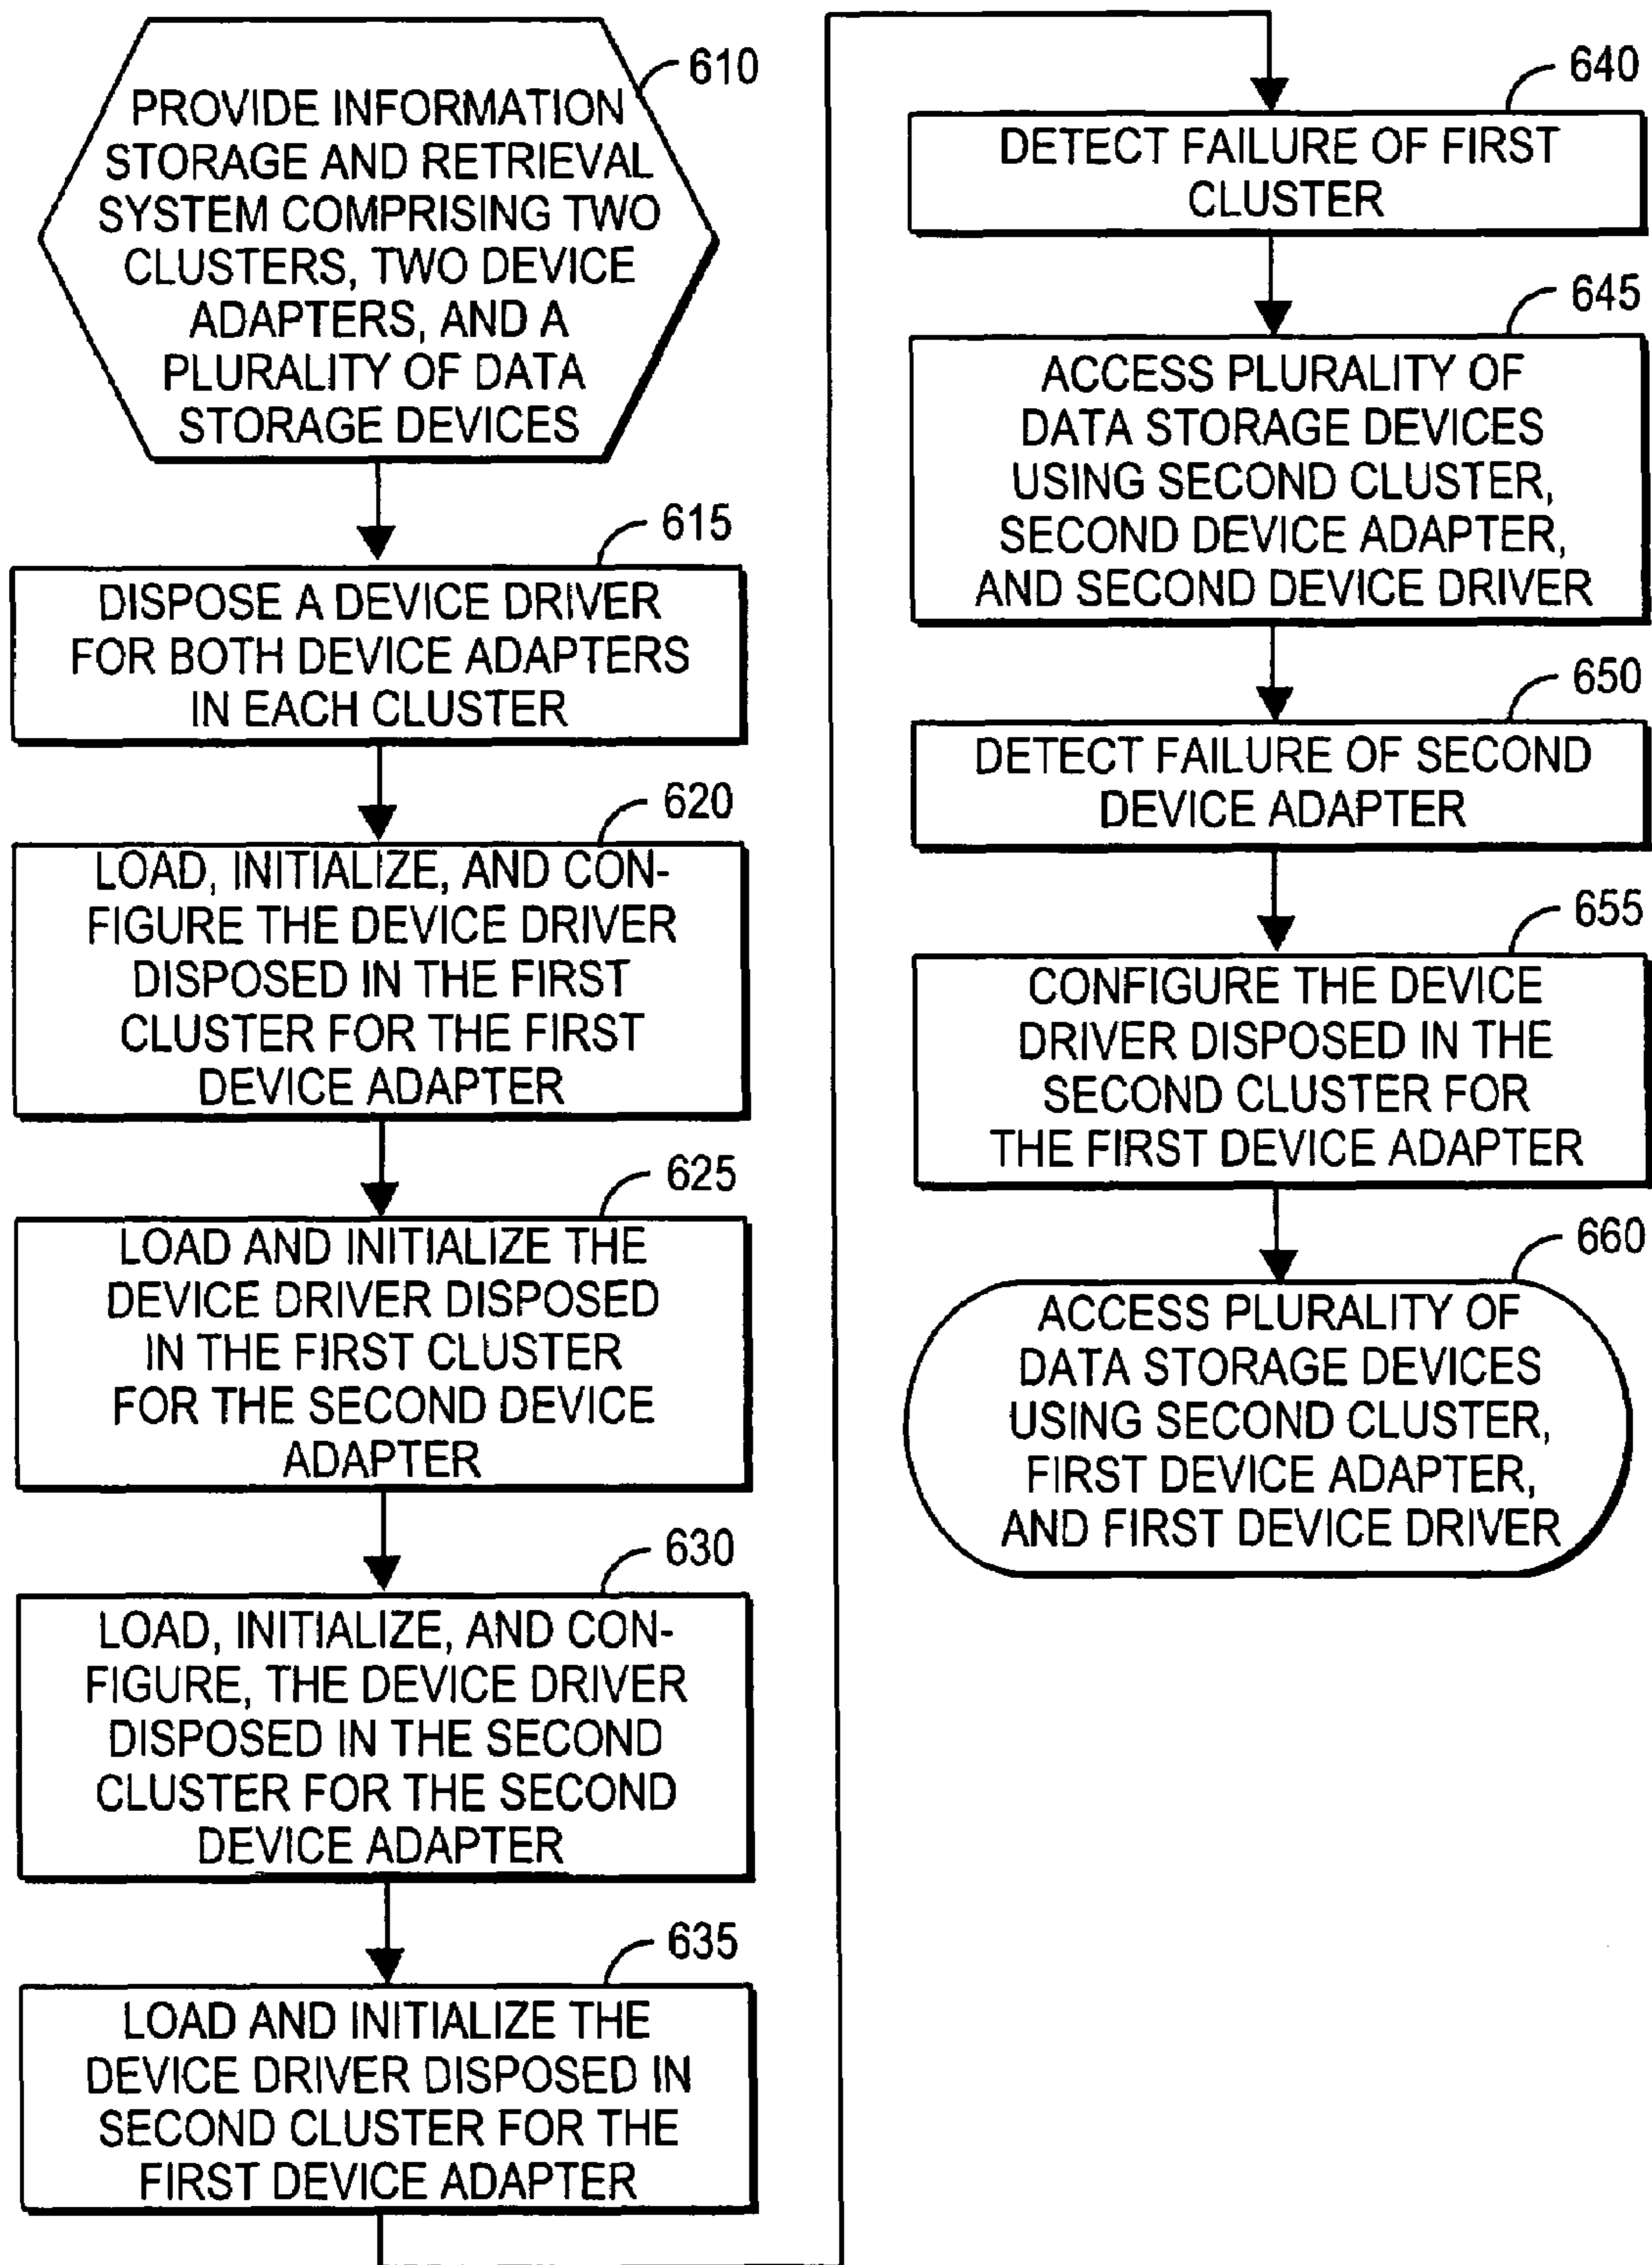 610
PROVIDE INFORMATION
STORAGE AND RETRIEVAL
SYSTEM COMPRISING TWO
CLUSTERS, TWO DEVICE
ADAPTERS, AND A
PLURALITY OF DATA
STORAGE DEVICES
615
DISPOSE A DEVICE DRIVER
FOR BOTH DEVICE ADAPTERS
IN EACH CLUSTER
620
LOAD, INITIALIZE, AND CON-
FIGURE THE DEVICE DRIVER
DISPOSED IN THE FIRST
CLUSTER FOR THE FIRST
DEVICE ADAPTER
625
LOAD AND INITIALIZE THE
DEVICE DRIVER DISPOSED
IN THE FIRST CLUSTER
FOR THE SECOND DEVICE
ADAPTER
630
LOAD, INITIALIZE, AND CON-
FIGURE, THE DEVICE DRIVER
DISPOSED IN THE SECOND
CLUSTER FOR THE SECOND
DEVICE ADAPTER
635
LOAD AND INITIALIZE THE
DEVICE DRIVER DISPOSED IN
SECOND CLUSTER FOR THE
FIRST DEVICE ADAPTER
640
DETECT FAILURE OF FIRST
CLUSTER
645
ACCESS PLURALITY OF
DATA STORAGE DEVICES
USING SECOND CLUSTER,
SECOND DEVICE ADAPTER,
AND SECOND DEVICE DRIVER
650
DETECT FAILURE OF SECOND
DEVICE ADAPTER
655
CONFIGURE THE DEVICE
DRIVER DISPOSED IN THE
SECOND CLUSTER FOR
THE FIRST DEVICE ADAPTER
660
ACCESS PLURALITY OF
DATA STORAGE DEVICES
USING SECOND CLUSTER,
FIRST DEVICE ADAPTER,
AND FIRST DEVICE DRIVER